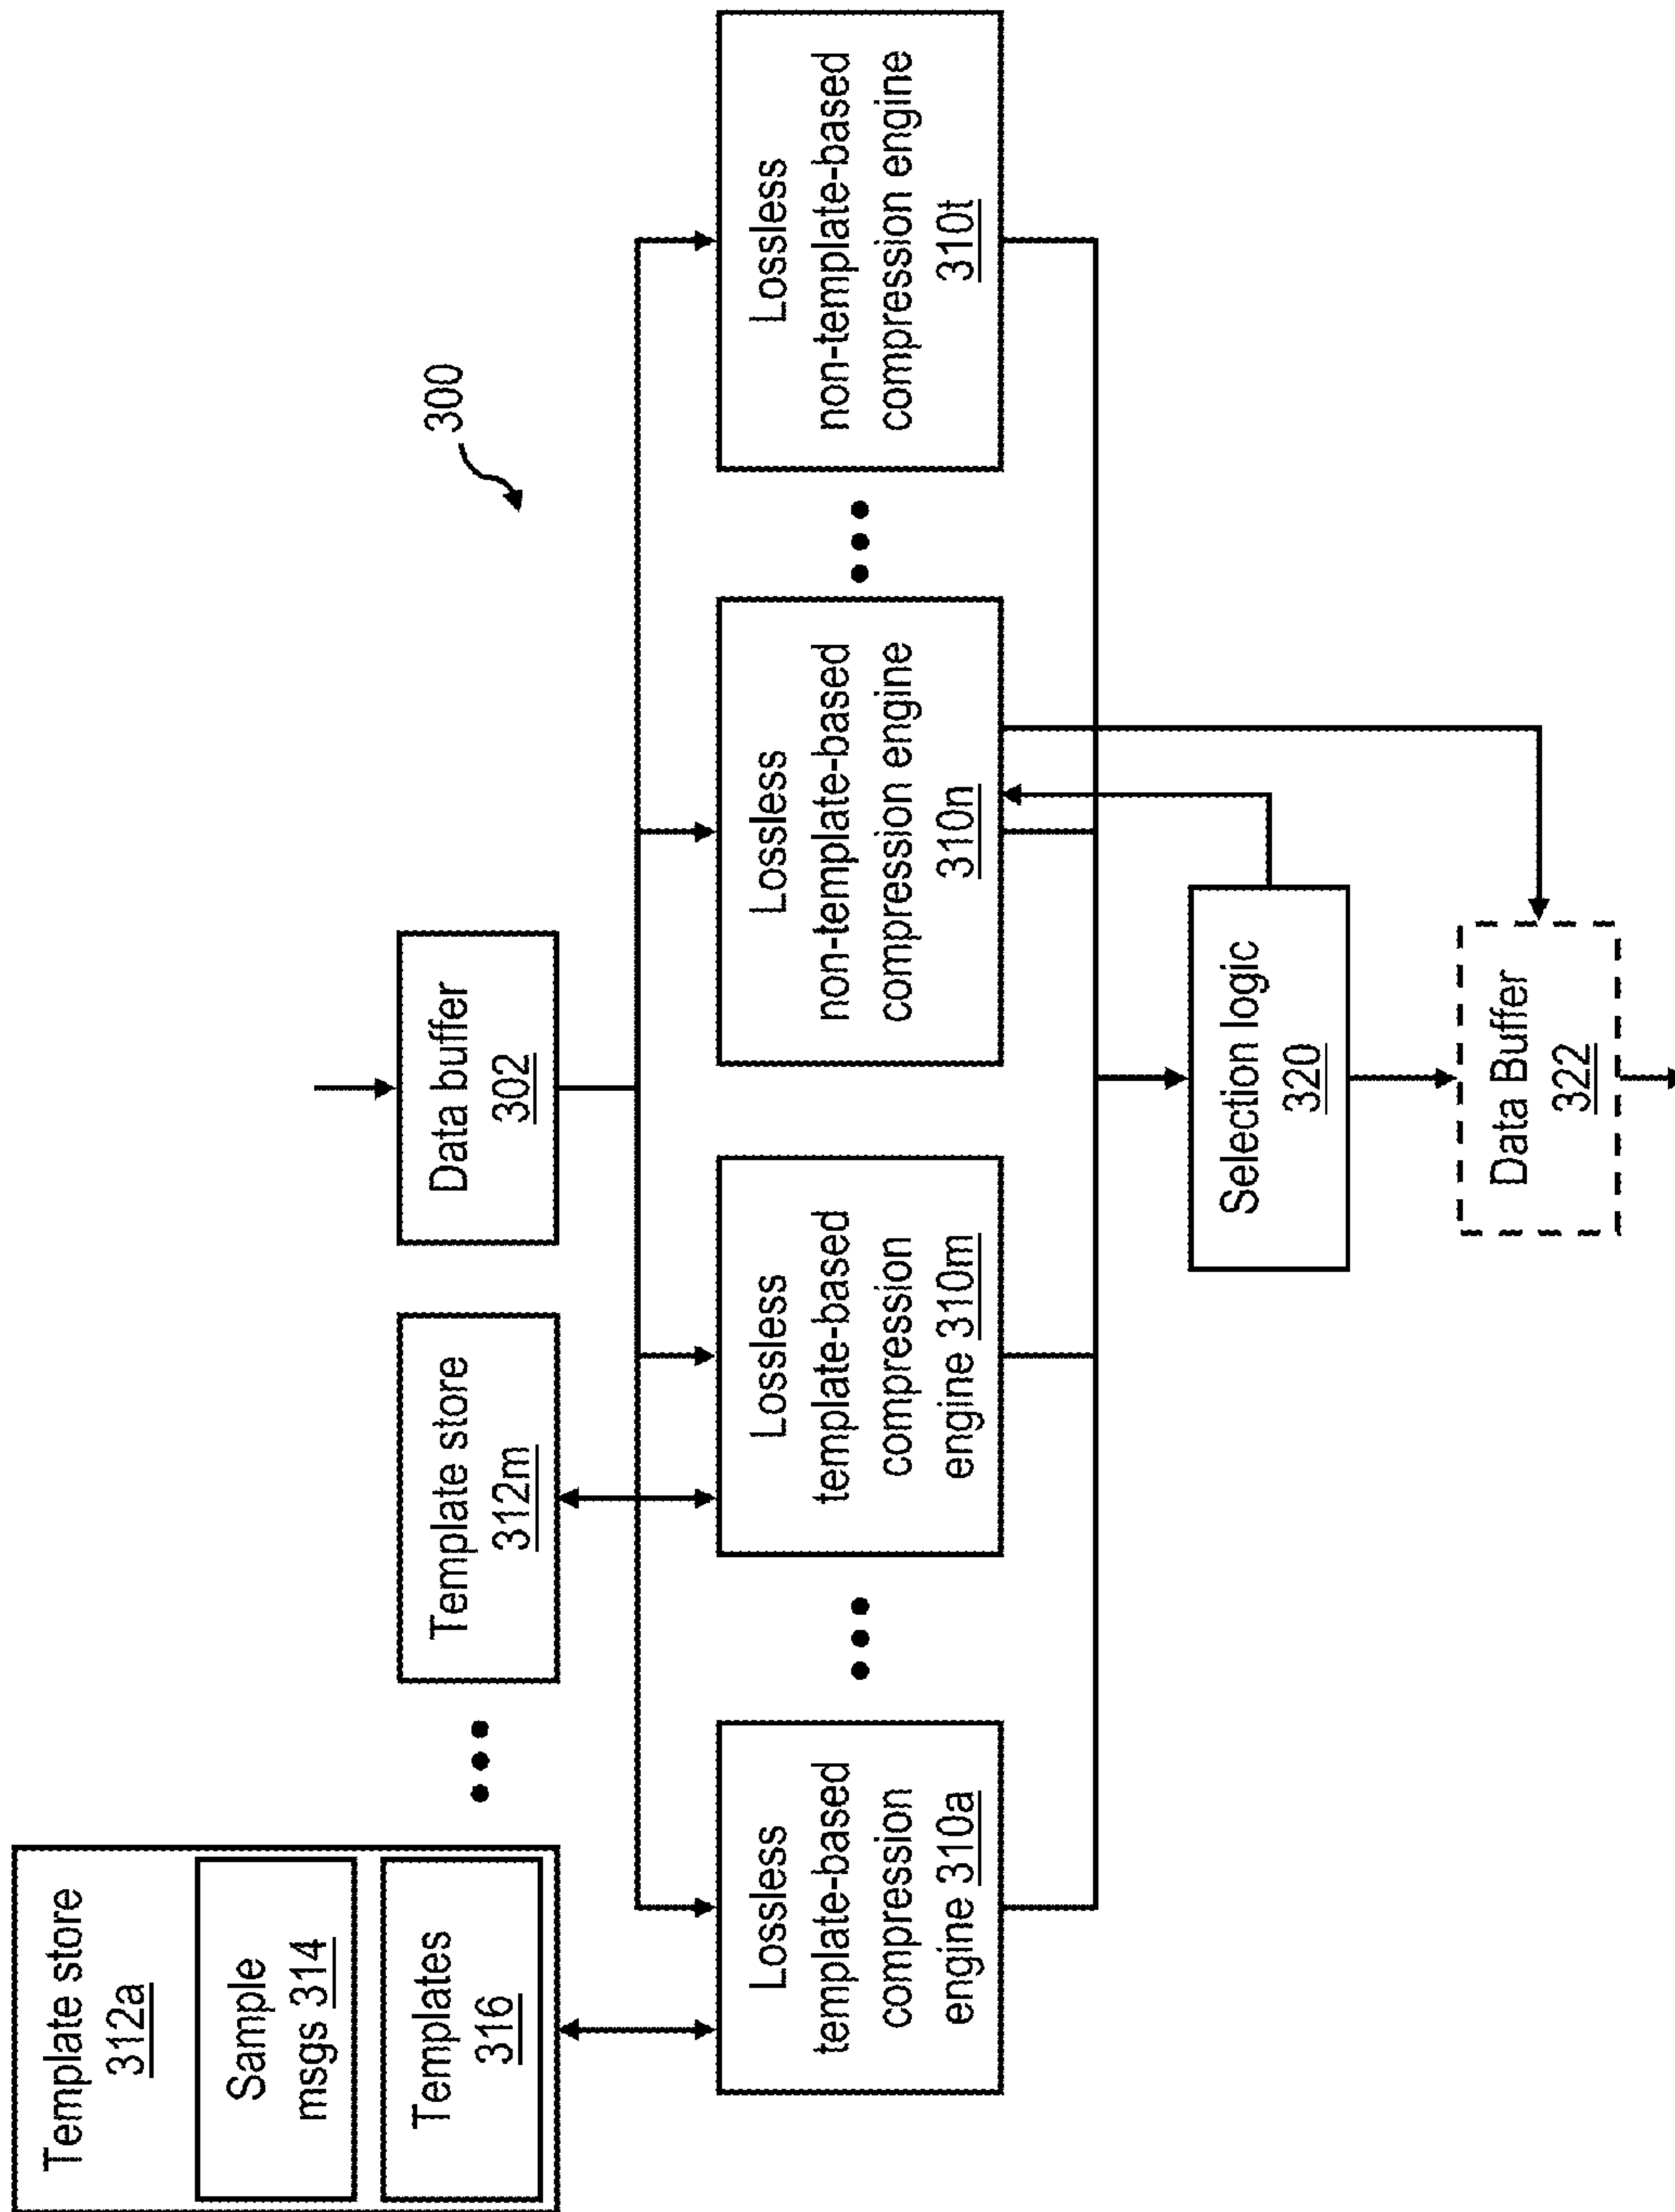 300
Template store
312a
Sample
msgs 314
Templates
316
Template store
312m
Data buffer
302
Lossless
template-based
compression
engine 310a
Lossless
template-based
compression
engine 310m
Lossless
non-template-based
compression engine
310n
Lossless
non-template-based
compression engine
310t
Selection logic
320
Data Buffer
322